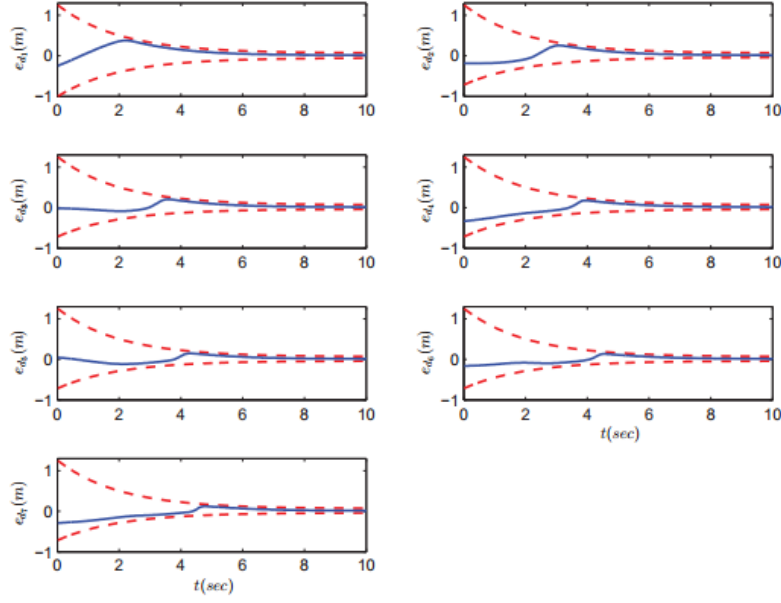 1
0
−1
0 2 4 6 8 10
e_{d_1}(m)
1
0
−1
0 2 4 6 8 10
e_{d_2}(m)
1
0
−1
0 2 4 6 8 10
e_{d_3}(m)
1
0
−1
0 2 4 6 8 10
e_{d_4}(m)
1
0
−1
0 2 4 6 8 10
e_{d_5}(m)
1
0
−1
0 2 4 6 8 10
e_{d_6}(m)
t(sec)
1
0
−1
0 2 4 6 8 10
e_{d_7}(m)
t(sec)